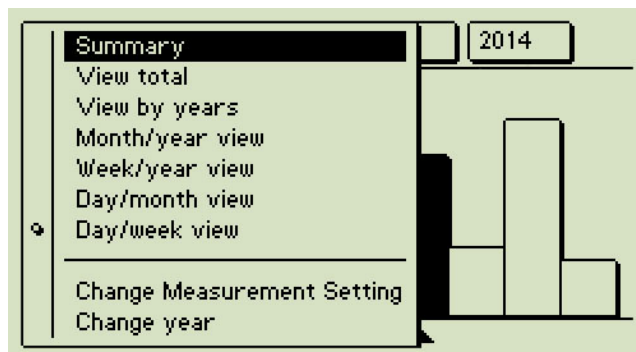 2014
Summary
View total
View by years
Month/year view
Week/year view
Day/month view
Day/week view
Change Measurement Setting
Change year